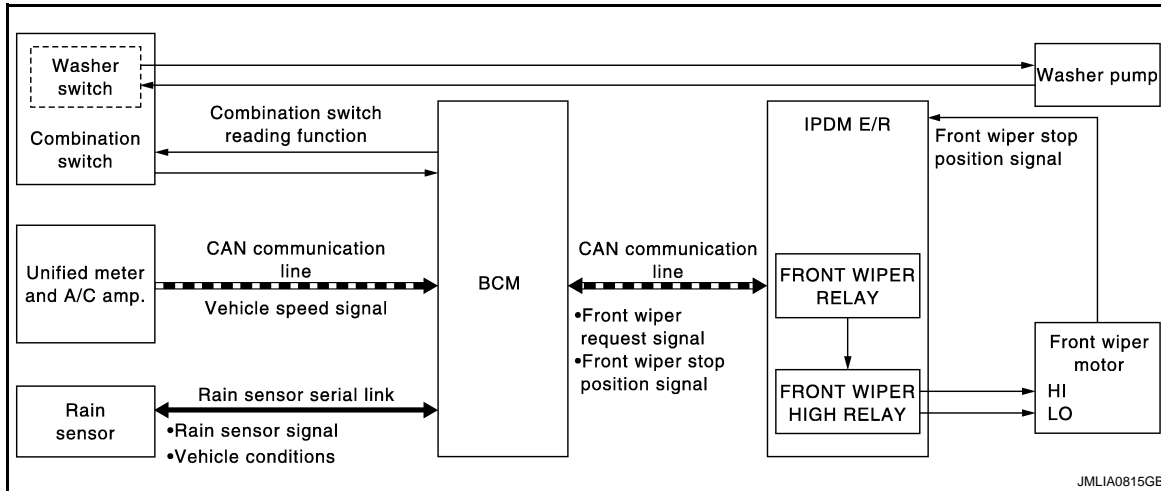 Washer
switch
Combination
switch
Combination switch
reading function
Washer pump
IPDM E/R
Front wiper stop
position signal
Unified meter
and A/C amp.
CAN communication
line
Vehicle speed signal
BCM
CAN communication
line
•Front wiper
request signal
•Front wiper stop
position signal
FRONT WIPER
RELAY
FRONT WIPER
HIGH RELAY
Front wiper
motor
HI
LO
Rain
sensor
Rain sensor serial link
•Rain sensor signal
•Vehicle conditions
JMLIA0815GB